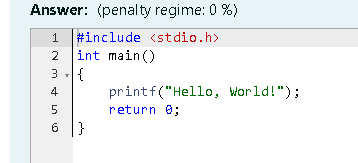 Answer: (penalty regime: 0 %)
1 #include <stdio.h>
2 int main()
3 {
4     printf("Hello, World!");
5     return 0;
6 }